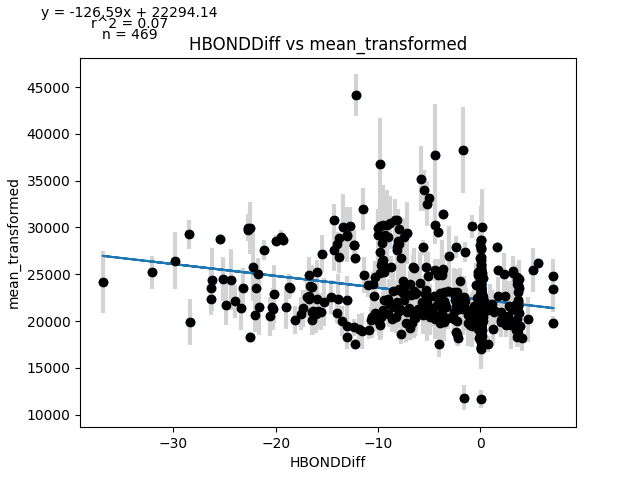 y = -126.59x + 22294.14
r^2 = 0.07
n = 469
HBONDDiff vs mean_transformed
mean_transformed
45000
40000
35000
30000
25000
20000
15000
10000
−30
−20
−10
0
HBONDDiff